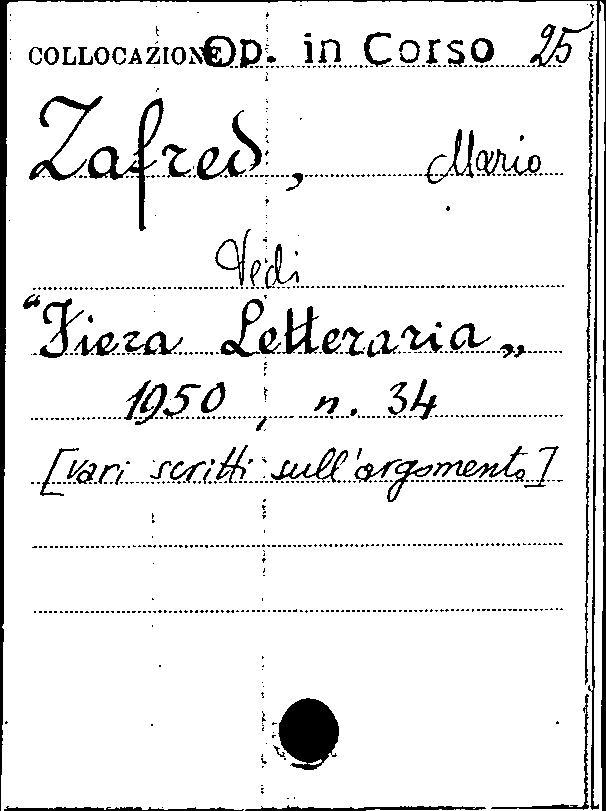 COLLOCAZIONE Op. in Corso 25
Zafred, Mario
Vedi
"Fiera Letteraria„
1950, n. 34
[vari scritti sull'argomento]